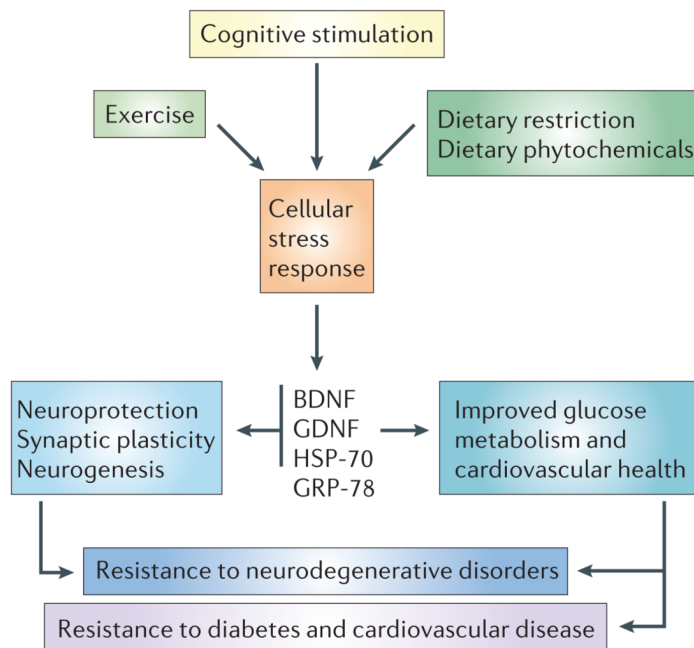 Cognitive stimulation
Exercise
Dietary restriction
Dietary phytochemicals
Cellular
stress
response
Neuroprotection
Synaptic plasticity
Neurogenesis
BDNF
GDNF
HSP-70
GRP-78
Improved glucose
metabolism and
cardiovascular health
Resistance to neurodegenerative disorders
Resistance to diabetes and cardiovascular disease